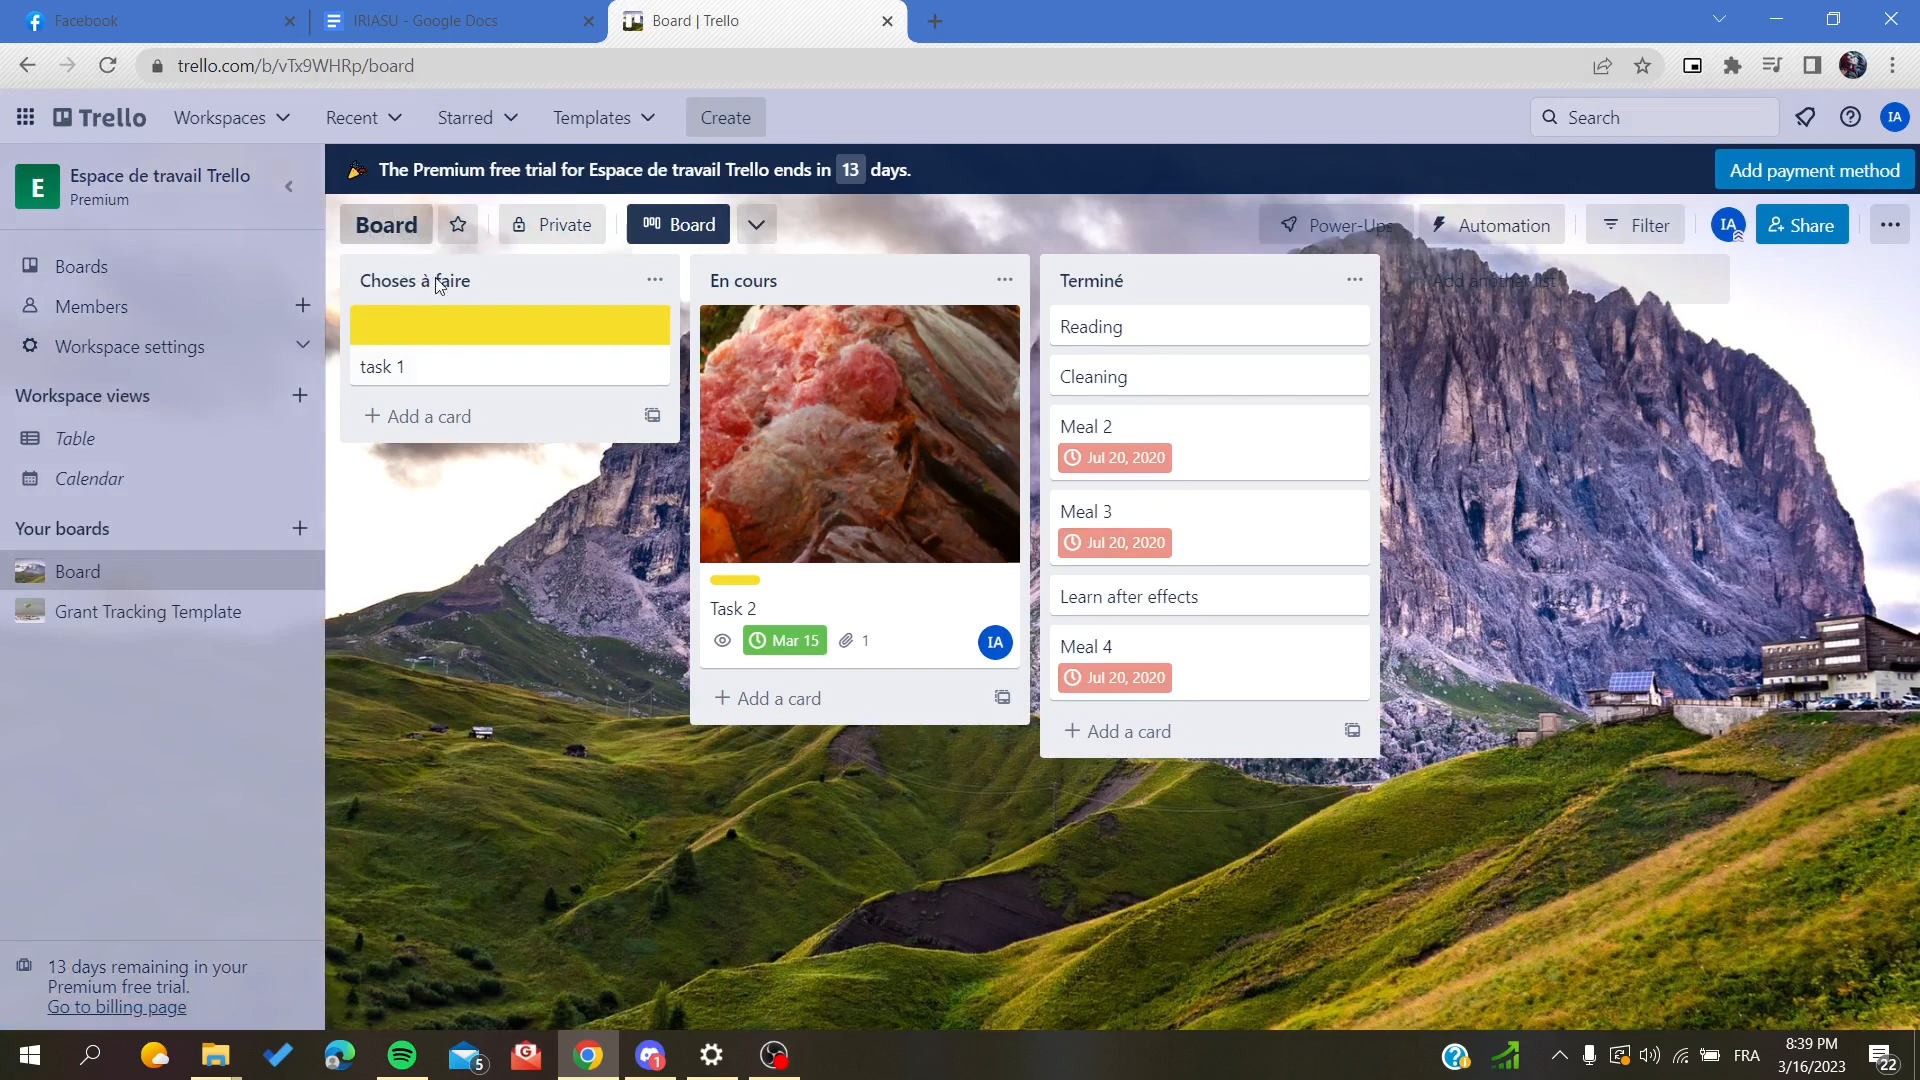 Facebook
IRIASU - Google Docs
Board | Trello
trello.com/b/vTx9WHRp/board
Trello
Workspaces
Recent
Starred
Templates
Create
Search
IA
E
Espace de travail Trello
Premium
The Premium free trial for Espace de travail Trello ends in 13 days.
Add payment method
Board
Private
Board
Power-Ups
Automation
Filter
IA
Share
Boards
Members
Workspace settings
Workspace views
Table
Calendar
Your boards
Board
Grant Tracking Template
13 days remaining in your
Premium free trial.
Go to billing page
Choses à faire
task 1
+ Add a card
En cours
Task 2
Mar 15
1
IA
+ Add a card
Terminé
Reading
Cleaning
Meal 2
Jul 20, 2020
Meal 3
Jul 20, 2020
Learn after effects
Meal 4
Jul 20, 2020
+ Add a card
Add another list
5
1
FRA
8:39 PM
3/16/2023
22